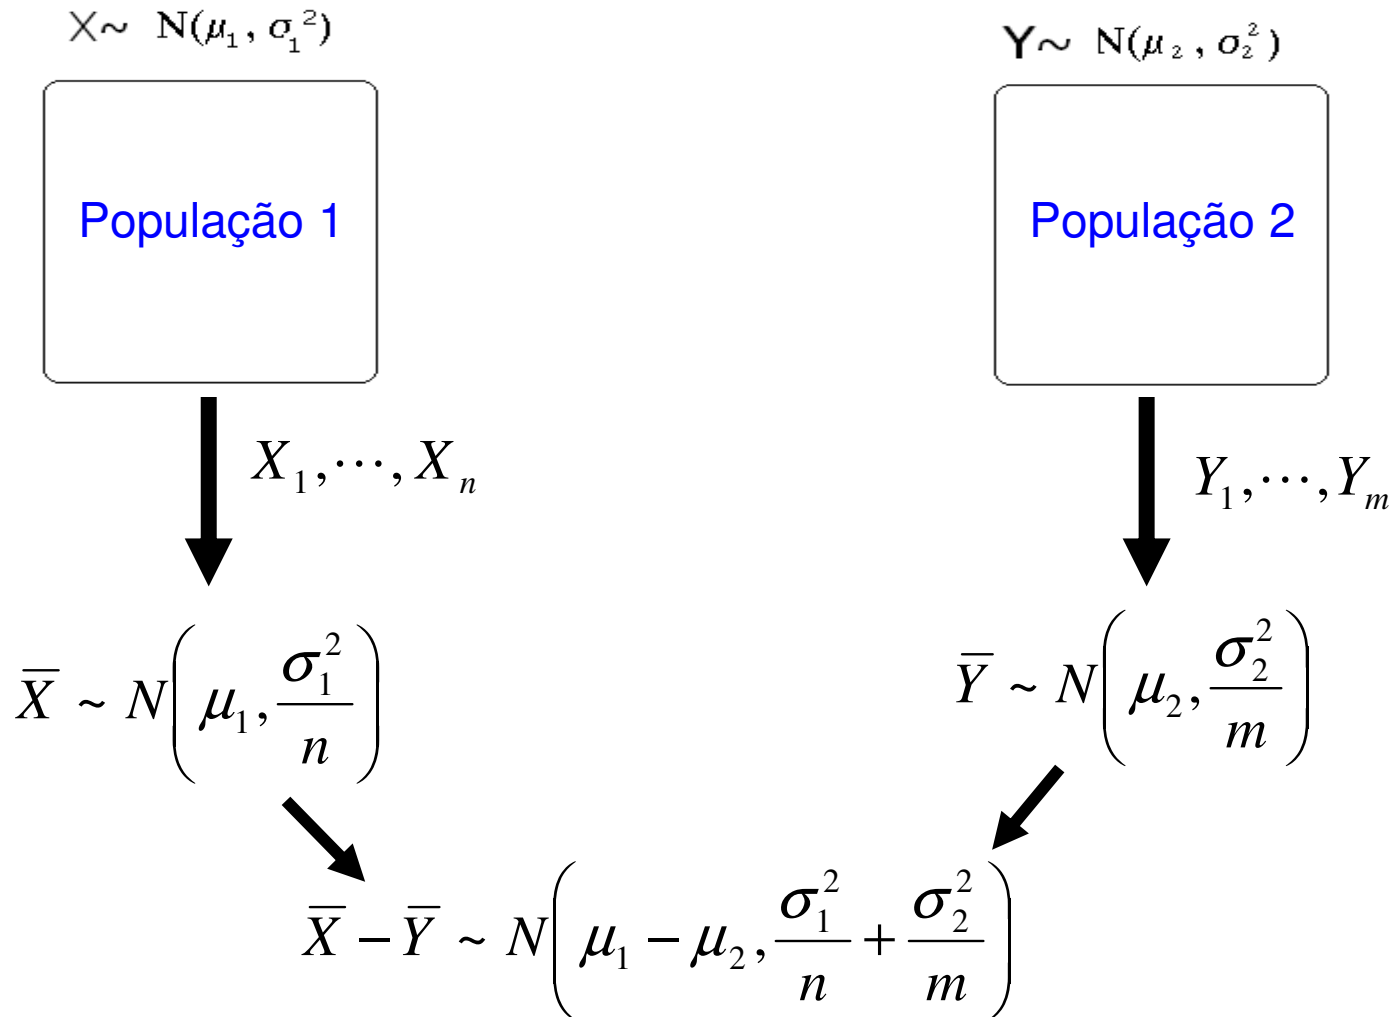 X~ N(μ₁, σ₁²)
Y~ N(μ₂, σ₂²)
População 1
População 2
X₁,⋯,Xₙ
Y₁,⋯,Yₘ
X̅ ~ N(μ₁, σ₁²/n)
Y̅ ~ N(μ₂, σ₂²/m)
X̅ − Y̅ ~ N(μ₁ − μ₂, σ₁²/n + σ₂²/m)